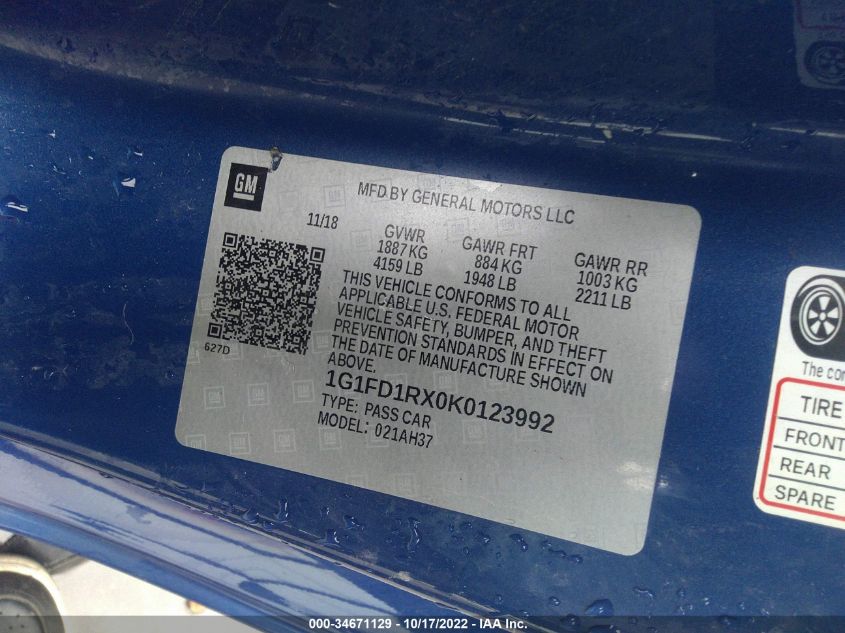 GM
MFD BY GENERAL MOTORS LLC
11/18
GVWR GAWR FRT GAWR RR
1887 KG 884 KG 1003 KG
4159 LB 1948 LB 2211 LB
THIS VEHICLE CONFORMS TO ALL
APPLICABLE U.S. FEDERAL MOTOR
VEHICLE SAFETY, BUMPER, AND THEFT
PREVENTION STANDARDS IN EFFECT ON
THE DATE OF MANUFACTURE SHOWN
ABOVE.
627D
1G1FD1RX0K0123992
TYPE: PASS CAR
MODEL: 021AH37
The com
TIRE
FRONT
REAR
SPARE
000-34671129 - 10/17/2022 - IAA Inc.